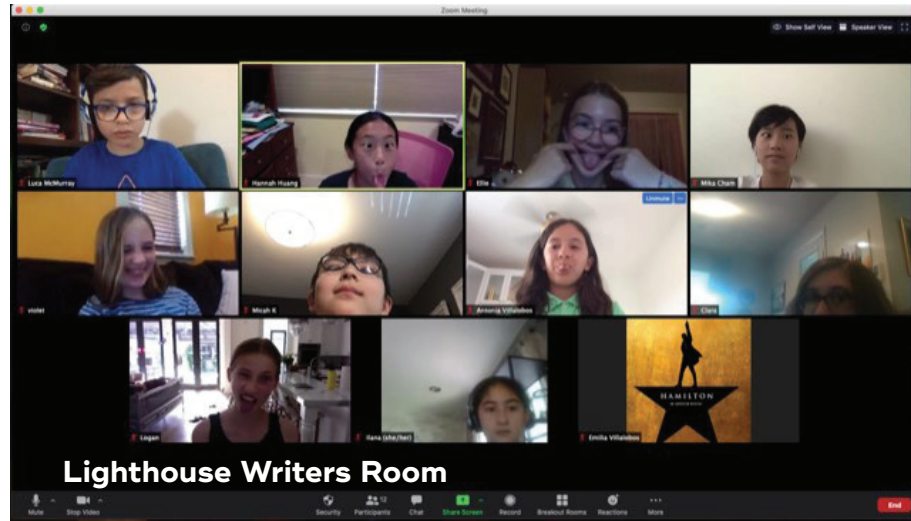 Zoom Meeting
Show Self View Speaker View
Luca McMurray
Hannah Huang
Ellie
Mika Cham
Unmute
violet
Micah K
Antonia Villalobos
Clara
HAMILTON
Logan
Ilana (she/her)
Emilia Villalobos
Lighthouse Writers Room
Mute
Stop Video
Security
Participants 12
Chat
Share Screen
Record
Breakout Rooms
Reactions
More
End